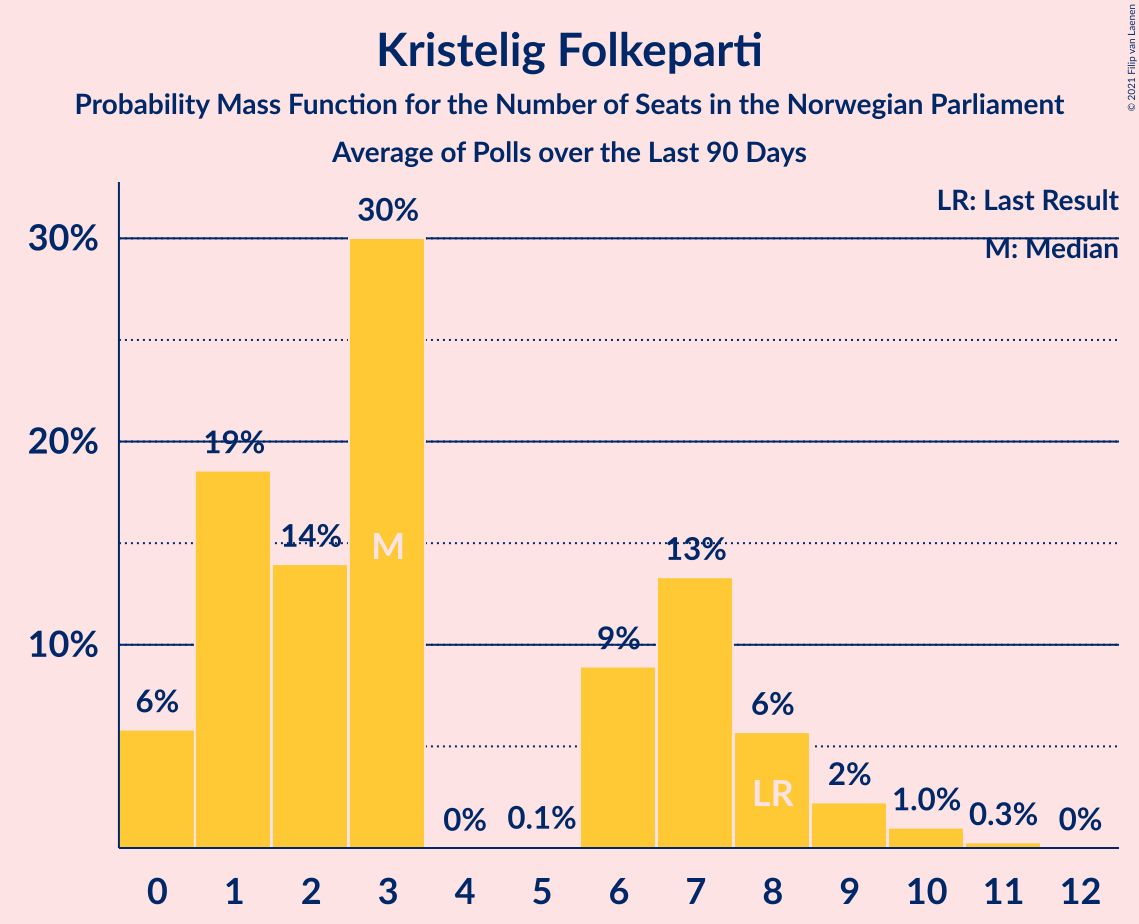 Kristelig Folkeparti
Probability Mass Function for the Number of Seats in the Norwegian Parliament
Average of Polls over the Last 90 Days
© 2021 Filip van Laenen
LR: Last Result
M: Median
30%
20%
10%
6%
19%
14%
30%
M
0%
0.1%
9%
13%
6%
LR
2%
1.0%
0.3%
0%
0 1 2 3 4 5 6 7 8 9 10 11 12